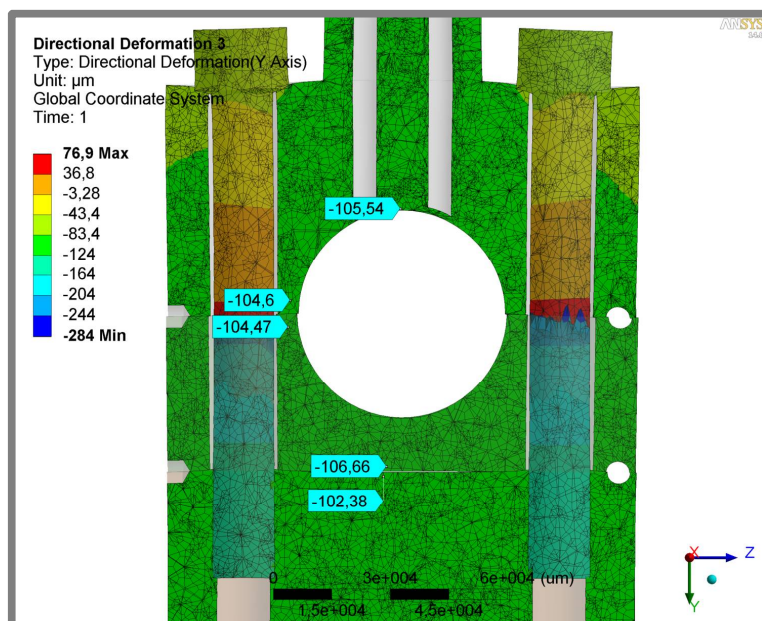 ANSYS
Directional Deformation 3
Type: Directional Deformation(Y Axis)
Unit: µm
Global Coordinate System
Time: 1
76,9 Max
36,8
-3,28
-43,4
-83,4
-124
-164
-204
-244
-284 Min
-105,54
-104,6
-104,47
-106,66
-102,38
0 3e+004 6e+004 (um)
1,5e+004 4,5e+004
X
Z
Y